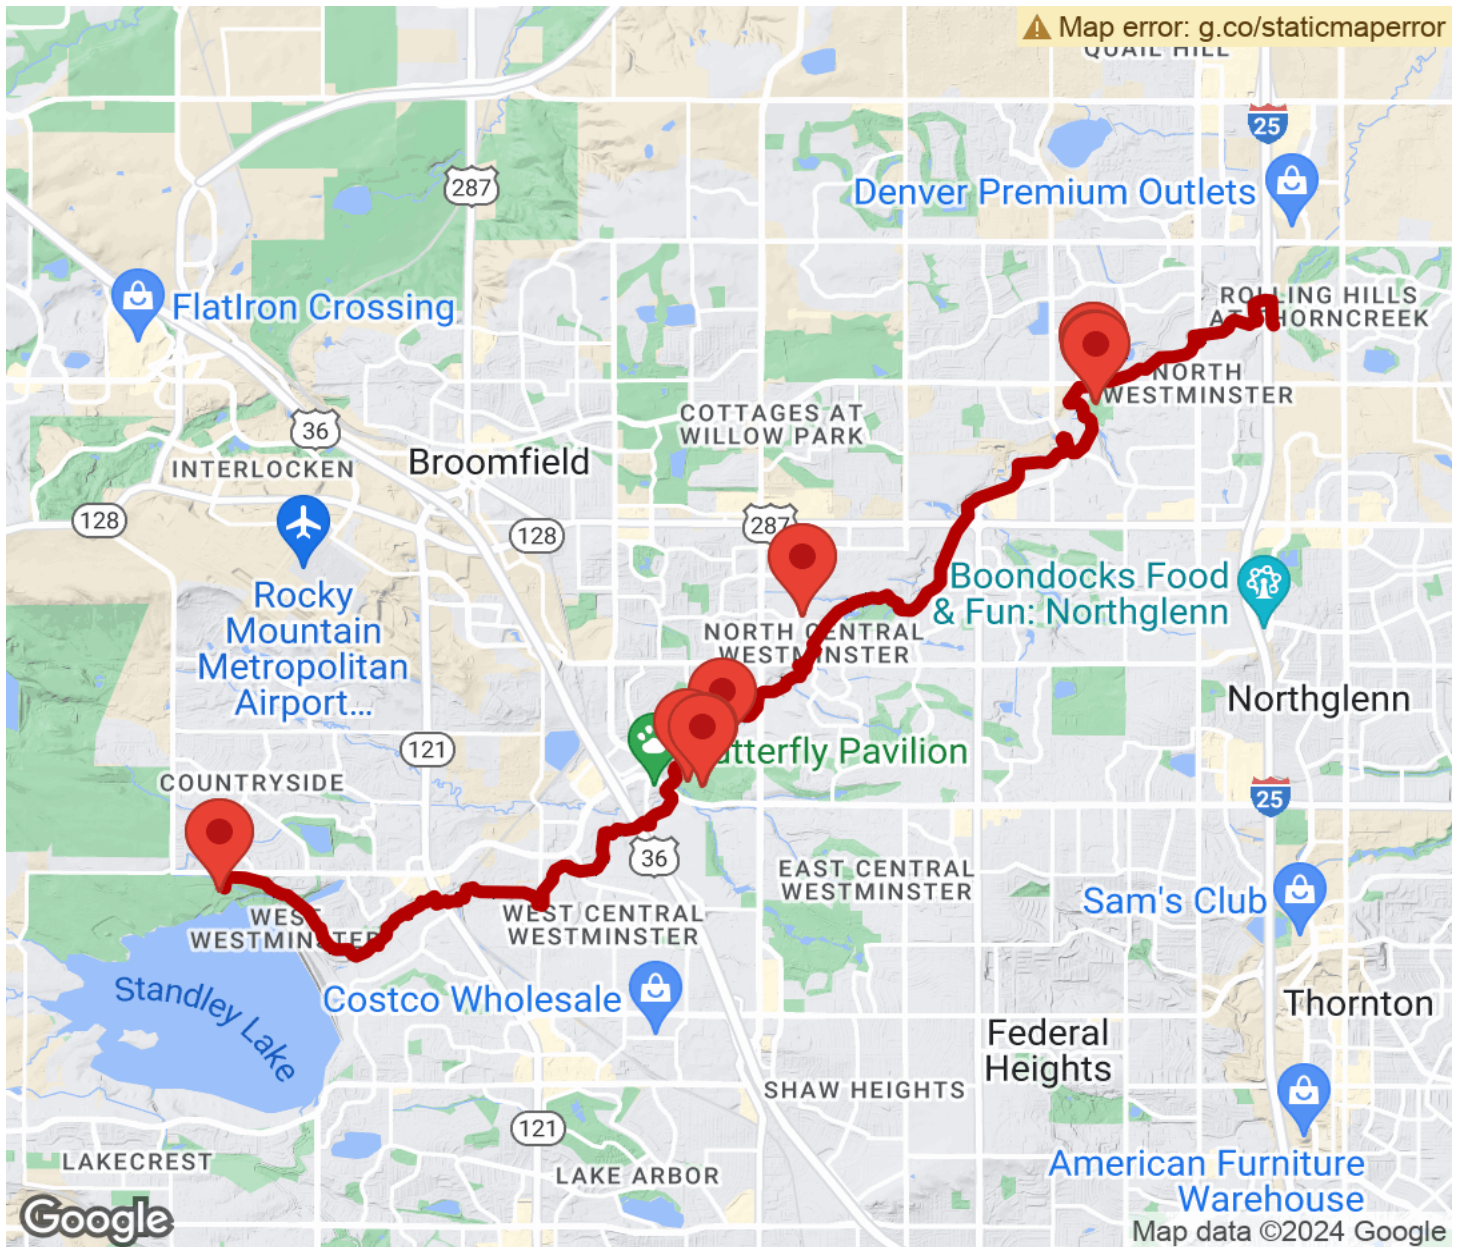 Map error: g.co/staticmaperror
QUAIL HILL
25
287
Denver Premium Outlets
FlatIron Crossing
ROLLING HILLS
AT THORNCREEK
NORTH
WESTMINSTER
COTTAGES AT
WILLOW PARK
36
Broomfield
INTERLOCKEN
128
287
128
Rocky
Mountain
Metropolitan
Airport...
Boondocks Food
& Fun: Northglenn
NORTH CENTRAL
WESTMINSTER
Northglenn
121
Butterfly Pavilion
COUNTRYSIDE
25
36
EAST CENTRAL
WESTMINSTER
Sam's Club
WEST
WESTMINSTER
WEST CENTRAL
WESTMINSTER
Standley Lake
Costco Wholesale
Thornton
Federal
Heights
SHAW HEIGHTS
121
LAKECREST
LAKE ARBOR
American Furniture
Warehouse
Google
Map data ©2024 Google